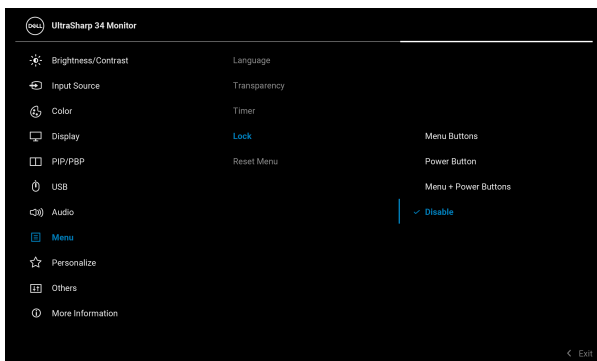 DELL UltraSharp 34 Monitor
Brightness/Contrast Language
Input Source Transparency
Color Timer
Display Lock Menu Buttons
PIP/PBP Reset Menu Power Button
USB Menu + Power Buttons
Audio Disable
Menu
Personalize
Others
More Information
Exit